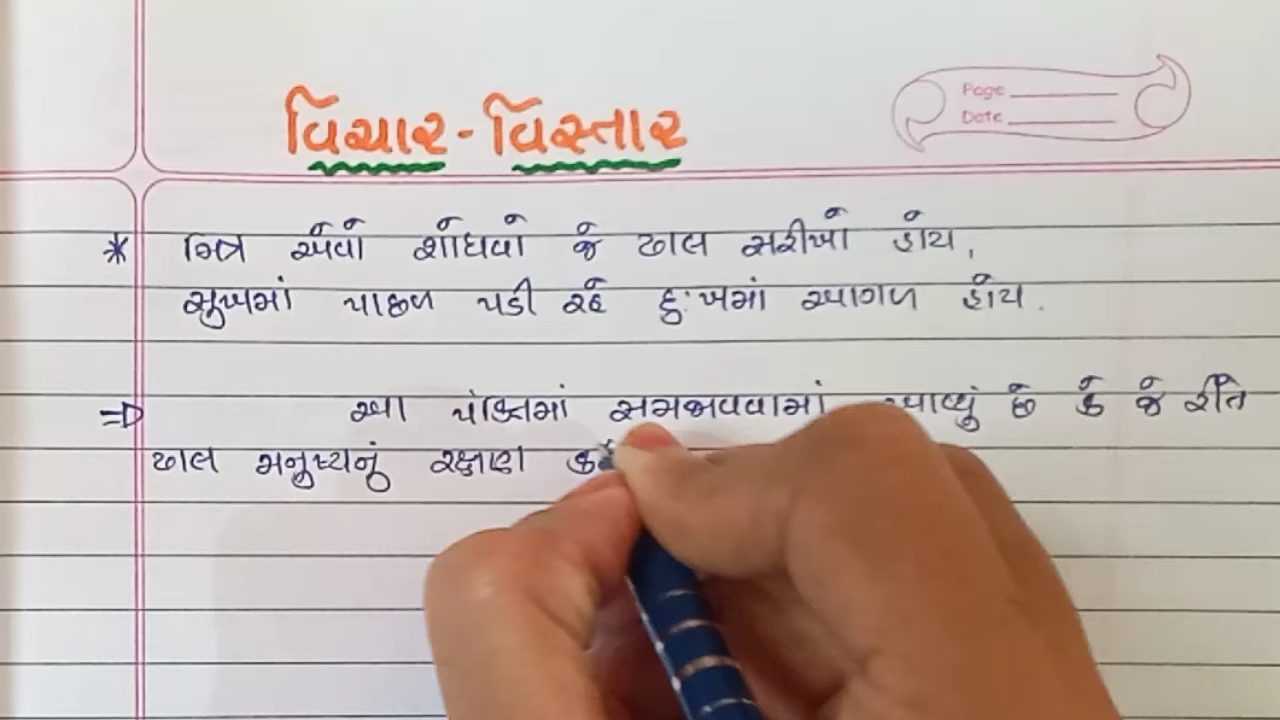 વિચાર-વિસ્તાર
Page
Date
* મિત્ર એવો શોધવો જે ઢાલ સરીખો હોય,
સુખમાં પાછળ પડી રહે દુ:ખમાં આગળ હોય.
⇒ આ પંક્તિમાં સમજાવવામાં આવ્યું છે કે જે રીતે
ઢાલ મનુષ્યનું રક્ષણ